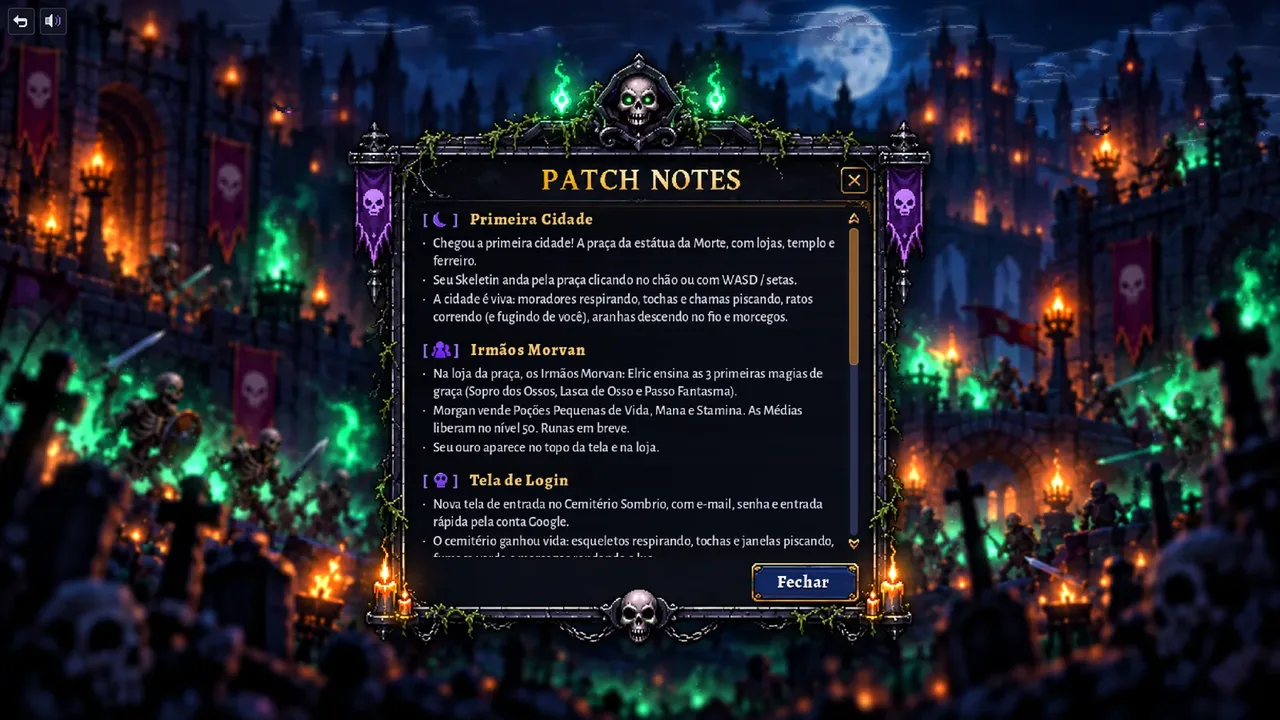 PATCH NOTES
[ ] Primeira Cidade
· Chegou a primeira cidade! A praça da estátua da Morte, com lojas, templo e
ferreiro.
· Seu Skeletin anda pela praça clicando no chão ou com WASD / setas.
· A cidade é viva: moradores respirando, tochas e chamas piscando, ratos
correndo (e fugindo de você), aranhas descendo no fio e morcegos.
[ ] Irmãos Morvan
· Na loja da praça, os Irmãos Morvan: Elric ensina as 3 primeiras magias de
graça (Sopro dos Ossos, Lasca de Osso e Passo Fantasma).
· Morgan vende Poções Pequenas de Vida, Mana e Stamina. As Médias
liberam no nível 50. Runas em breve.
· Seu ouro aparece no topo da tela e na loja.
[ ] Tela de Login
· Nova tela de entrada no Cemitério Sombrio, com e-mail, senha e entrada
rápida pela conta Google.
· O cemitério ganhou vida: esqueletos respirando, tochas e janelas piscando,
Fechar